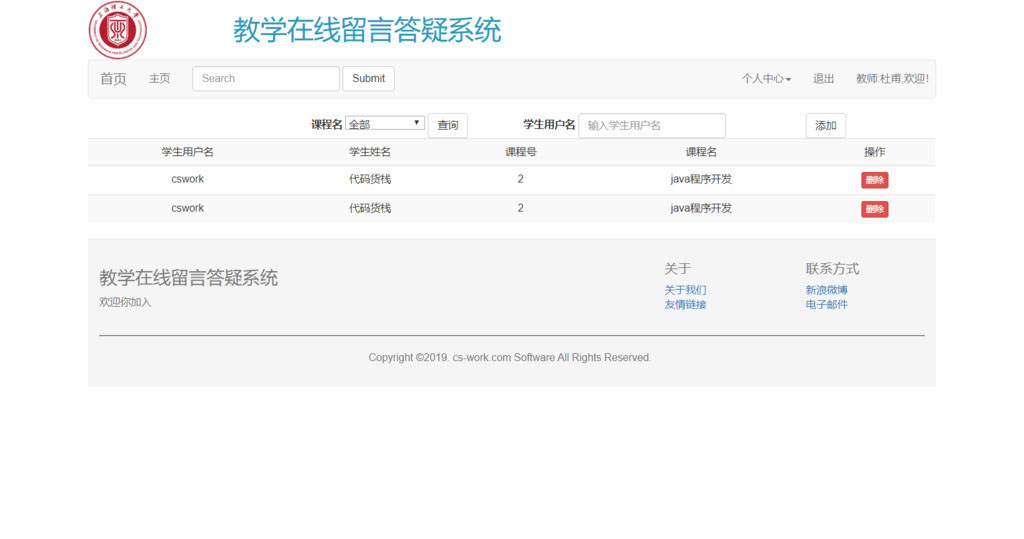 教学在线留言答疑系统
首页 主页 Search Submit 个人中心 退出 教师:杜甫,欢迎!
课程名 全部 查询 学生用户名 输入学生用户名 添加
学生用户名 学生姓名 课程号 课程名 操作
cswork 代码货栈 2 java程序开发 删除
cswork 代码货栈 2 java程序开发 删除
教学在线留言答疑系统
欢迎你加入
关于
关于我们
友情链接
联系方式
新浪微博
电子邮件
Copyright ©2019. cs-work.com Software All Rights Reserved.